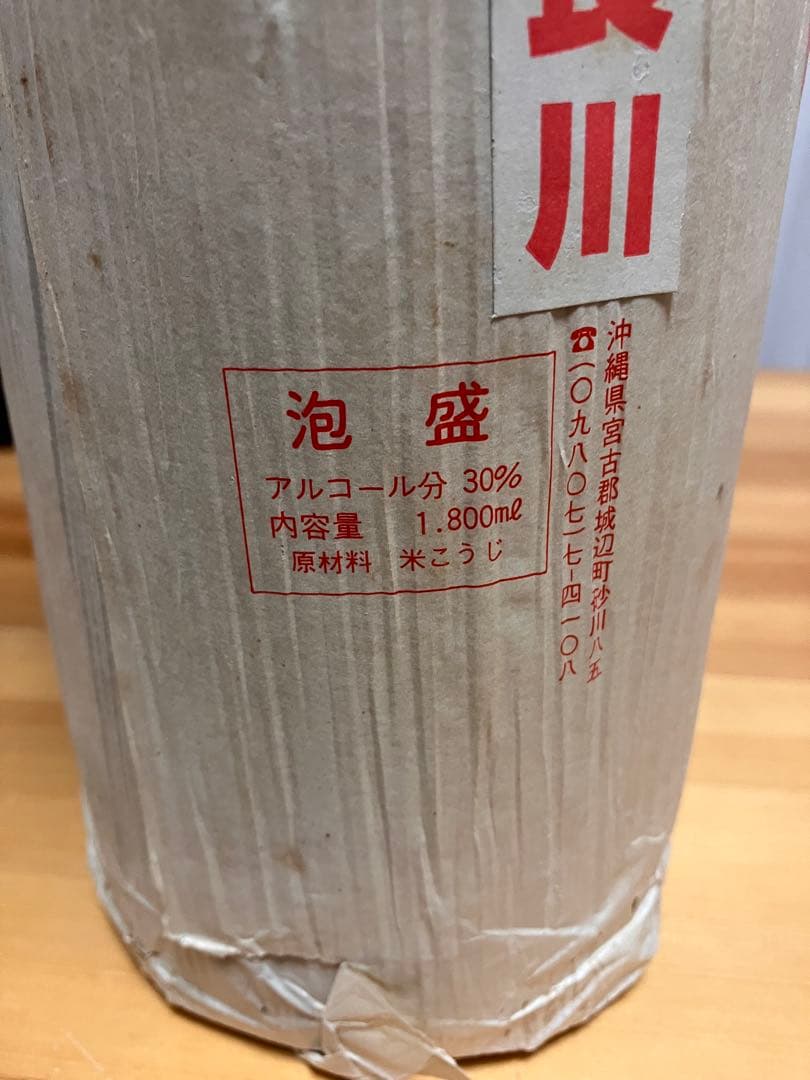 川
沖縄県宮古郡城辺町砂川八五
☎(〇九八〇七)七-四一〇八
泡 盛
アルコール分 30%
内容量 1.800mℓ
原材料 米こうじ